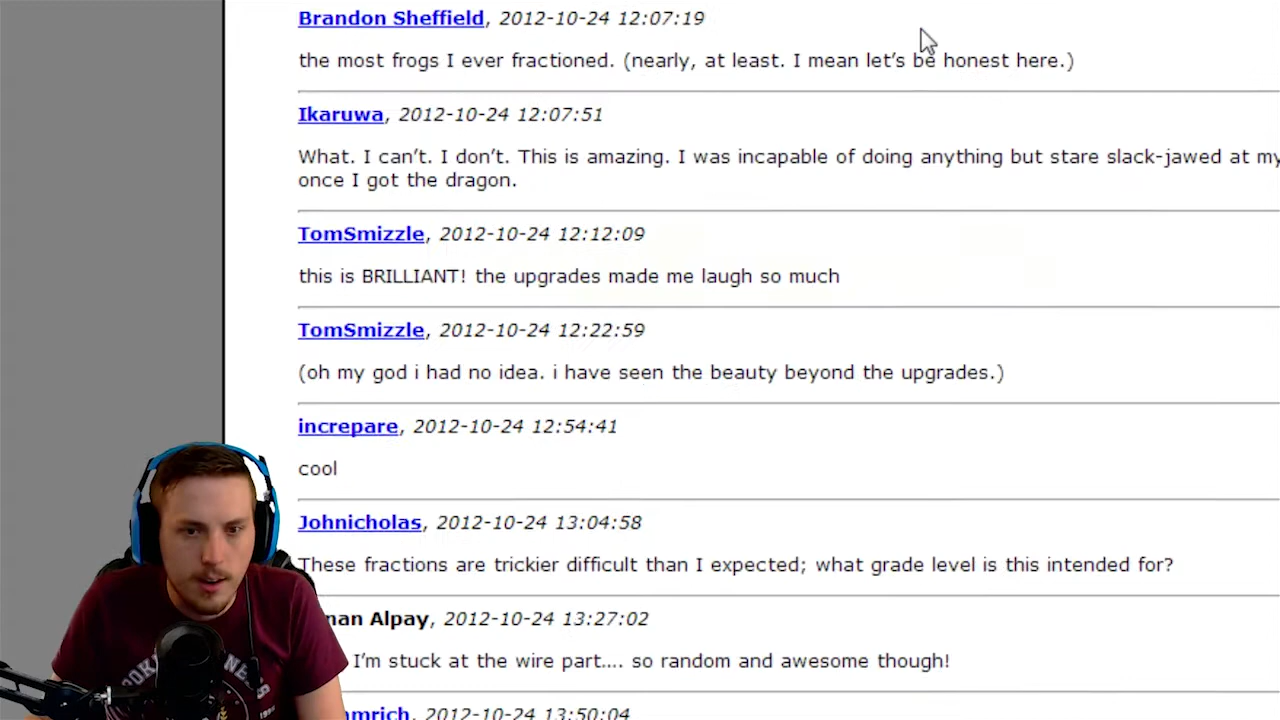 Brandon Sheffield, 2012-10-24 12:07:19
the most frogs I ever fractioned. (nearly, at least. I mean let’s be honest here.)
Ikaruwa, 2012-10-24 12:07:51
What. I can’t. I don’t. This is amazing. I was incapable of doing anything but stare slack-jawed at my
once I got the dragon.
TomSmizzle, 2012-10-24 12:12:09
this is BRILLIANT! the upgrades made me laugh so much
TomSmizzle, 2012-10-24 12:22:59
(oh my god i had no idea. i have seen the beauty beyond the upgrades.)
increpare, 2012-10-24 12:54:41
cool
Johnicholas, 2012-10-24 13:04:58
These fractions are trickier difficult than I expected; what grade level is this intended for?
Alpay, 2012-10-24 13:27:02
I’m stuck at the wire part.... so random and awesome though!
2012-10-24 13:50:04